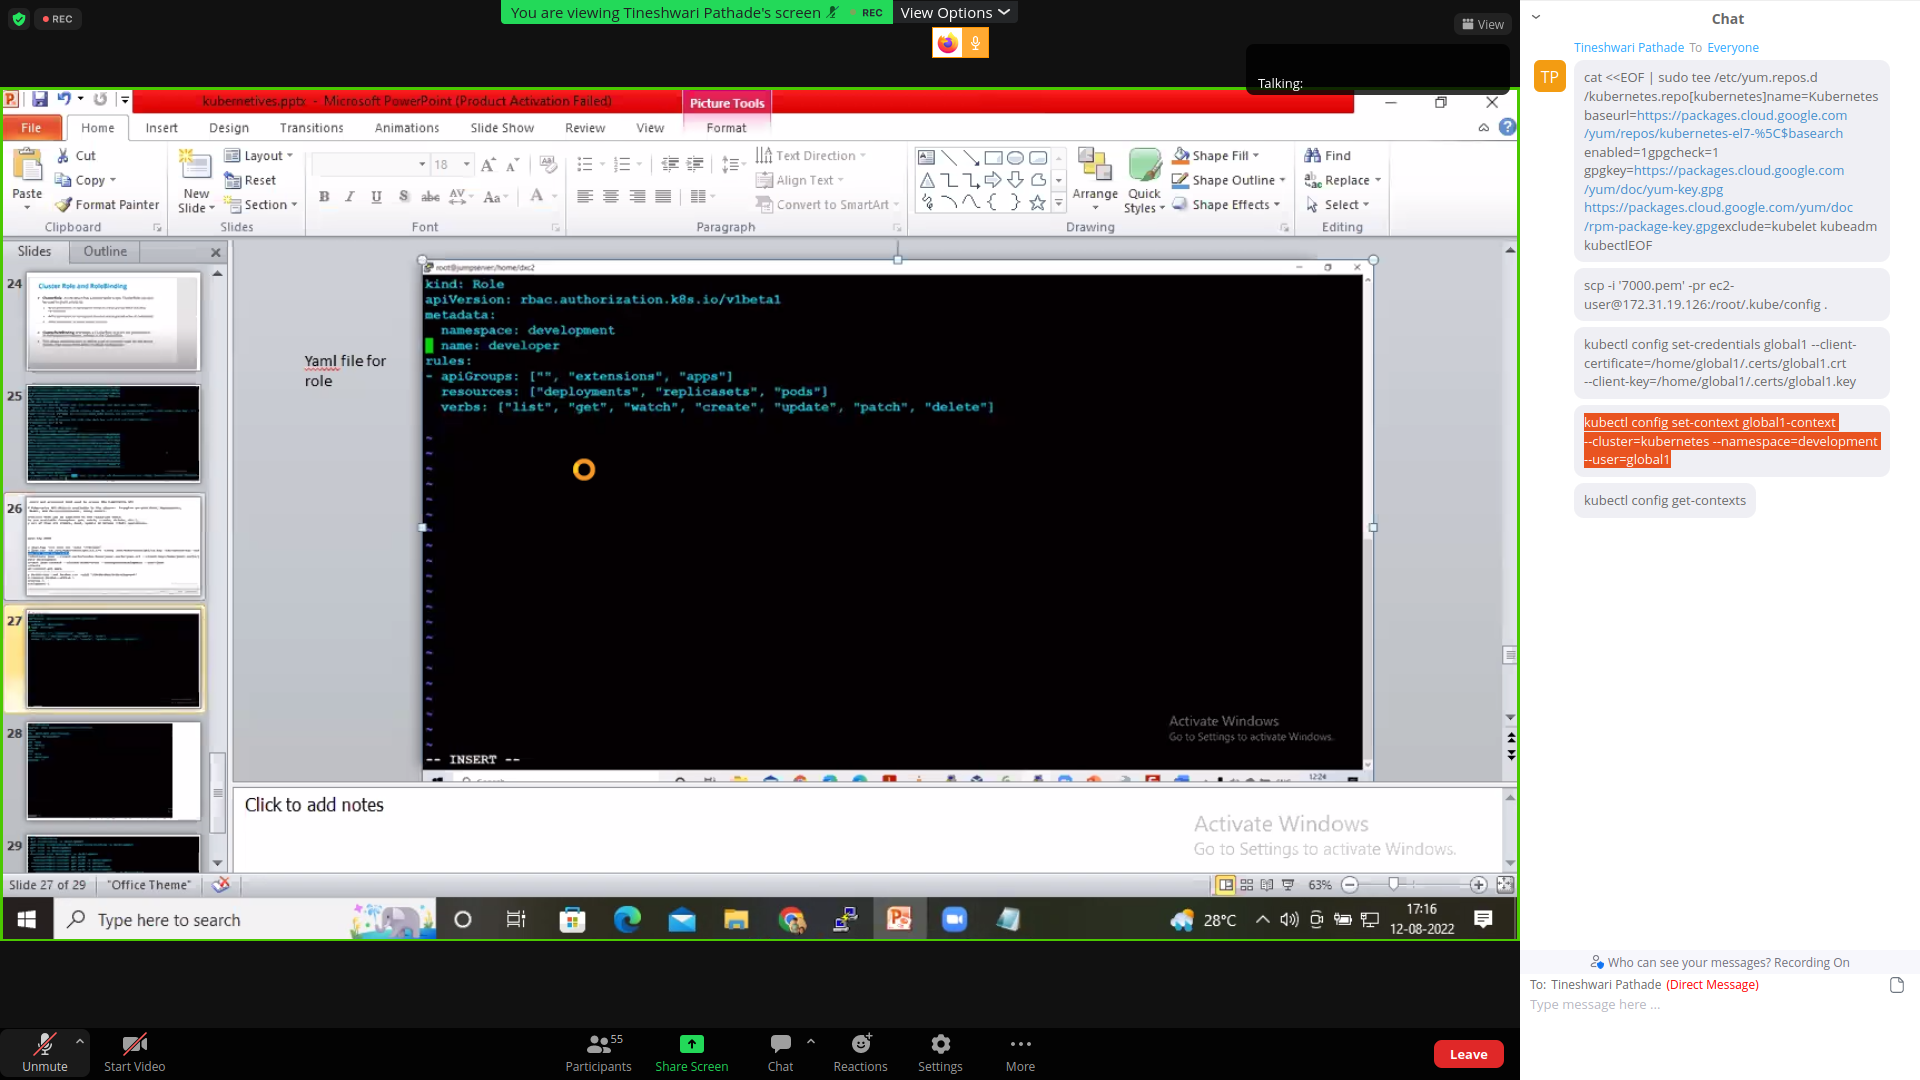 REC
You are viewing Tineshwari Pathade's screen
REC
View Options
View
Talking:
kubernetives.pptx - Microsoft PowerPoint (Product Activation Failed)
Picture Tools
File
Home
Insert
Design
Transitions
Animations
Slide Show
Review
View
Format
Paste
Cut
Copy
Format Painter
Clipboard
New
Slide
Layout
Reset
Section
Slides
18
Font
Paragraph
Text Direction
Align Text
Convert to SmartArt
Arrange
Quick
Styles
Shape Fill
Shape Outline
Shape Effects
Drawing
Find
Replace
Select
Editing
Slides
Outline
24
Cluster Role and RoleBinding
25
26
27
28
29
Yaml file for
role
root@jumpserver:/home/dxc2
kind: Role
apiVersion: rbac.authorization.k8s.io/v1beta1
metadata:
namespace: development
name: developer
rules:
- apiGroups: ["", "extensions", "apps"]
resources: ["deployments", "replicasets", "pods"]
verbs: ["list", "get", "watch", "create", "update", "patch", "delete"]
Activate Windows
Go to Settings to activate Windows.
-- INSERT --
12:24
Click to add notes
Activate Windows
Go to Settings to activate Windows.
Slide 27 of 29
"Office Theme"
63%
Type here to search
28°C
17:16
12-08-2022
Chat
Tineshwari Pathade To Everyone
TP
cat <<EOF | sudo tee /etc/yum.repos.d
/kubernetes.repo[kubernetes]name=Kubernetes
baseurl=https://packages.cloud.google.com
/yum/repos/kubernetes-el7-%5C$basearch
enabled=1gpgcheck=1
gpgkey=https://packages.cloud.google.com
/yum/doc/yum-key.gpg
https://packages.cloud.google.com/yum/doc
/rpm-package-key.gpgexclude=kubelet kubeadm
kubectlEOF
scp -i '7000.pem' -pr ec2-
user@172.31.19.126:/root/.kube/config .
kubectl config set-credentials global1 --client-
certificate=/home/global1/.certs/global1.crt
--client-key=/home/global1/.certs/global1.key
kubectl config set-context global1-context
--cluster=kubernetes --namespace=development
--user=global1
kubectl config get-contexts
Who can see your messages? Recording On
To: Tineshwari Pathade (Direct Message)
Type message here ...
Unmute
Start Video
Participants
55
Share Screen
Chat
Reactions
Settings
More
Leave